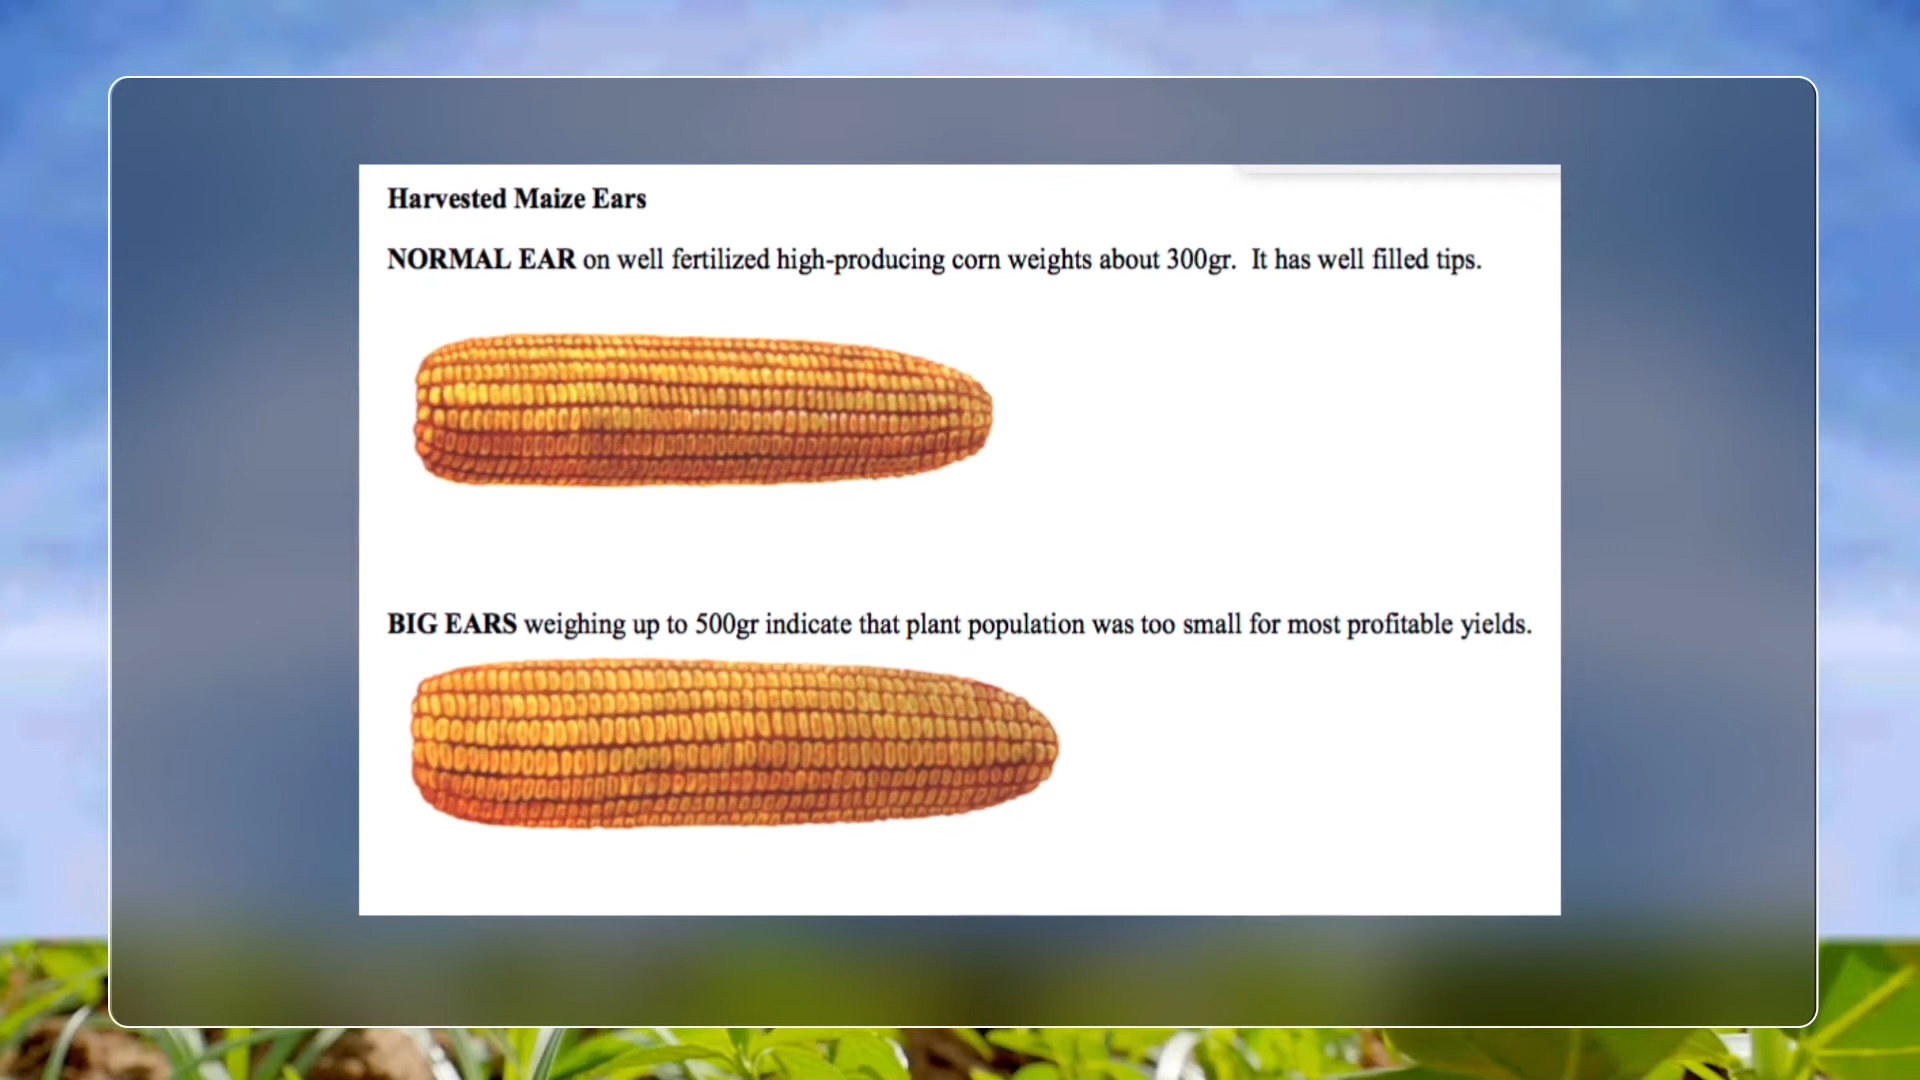 Harvested Maize Ears
NORMAL EAR on well fertilized high-producing corn weights about 300gr. It has well filled tips.
BIG EARS weighing up to 500gr indicate that plant population was too small for most profitable yields.